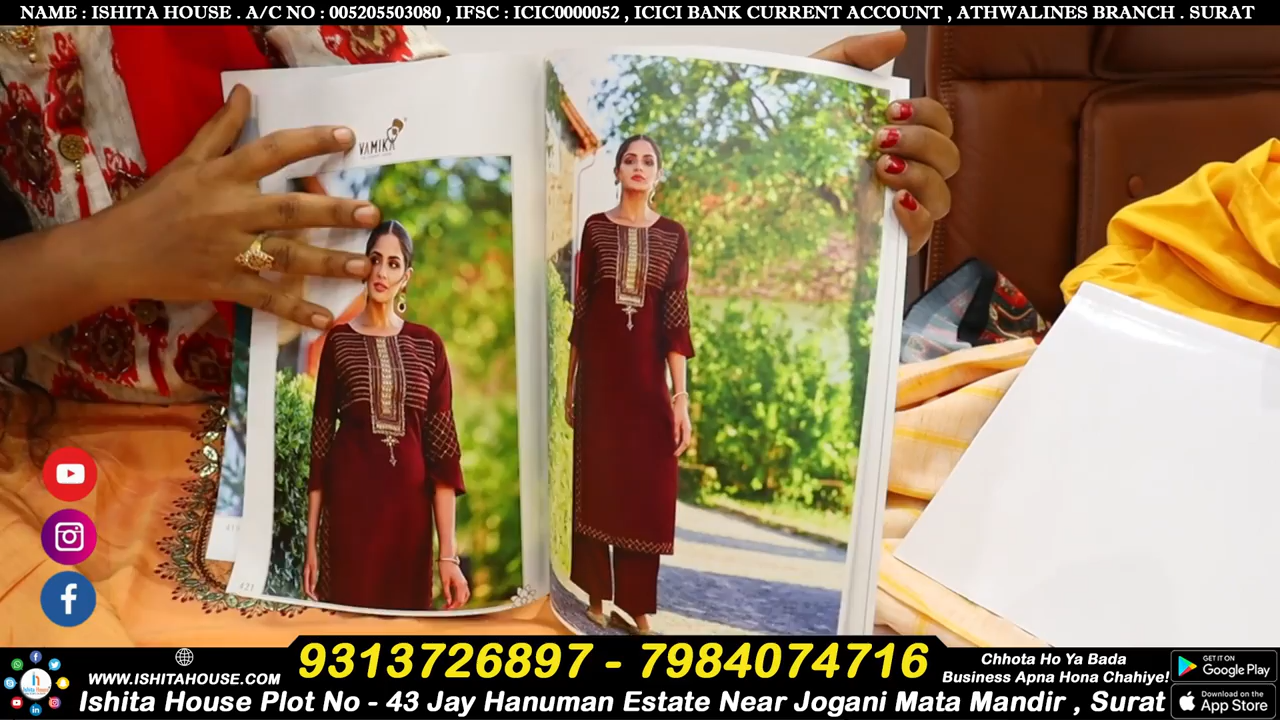 NAME : ISHITA HOUSE . A/C NO : 005205503080 , IFSC : ICIC0000052 , ICICI BANK CURRENT ACCOUNT , ATHWALINES BRANCH . SURAT
VAMIKA
421
9313726897 - 7984074716
WWW.ISHITAHOUSE.COM
Chhota Ho Ya Bada
Business Apna Hona Chahiye!
GET IT ON
Google Play
Ishita House Plot No - 43 Jay Hanuman Estate Near Jogani Mata Mandir , Surat
Download on the
App Store